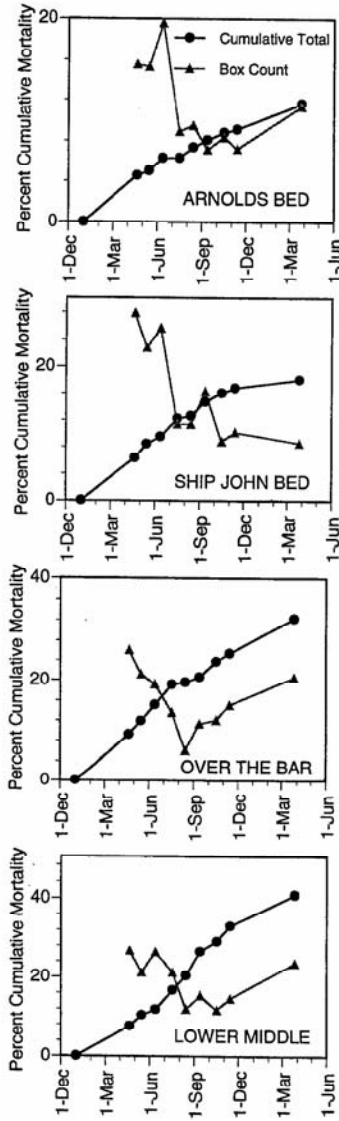 Percent Cumulative Mortality
20
10
0
Cumulative Total
Box Count
ARNOLDS BED
1-Dec
1-Mar
1-Jun
1-Sep
1-Dec
1-Mar
1-Jun
Percent Cumulative Mortality
20
0
SHIP JOHN BED
1-Dec
1-Mar
1-Jun
1-Sep
1-Dec
1-Mar
1-Jun
Percent Cumulative Mortality
40
20
0
OVER THE BAR
1-Dec
1-Mar
1-Jun
1-Sep
1-Dec
1-Mar
1-Jun
Percent Cumulative Mortality
40
20
0
LOWER MIDDLE
1-Dec
1-Mar
1-Jun
1-Sep
1-Dec
1-Mar
1-Jun